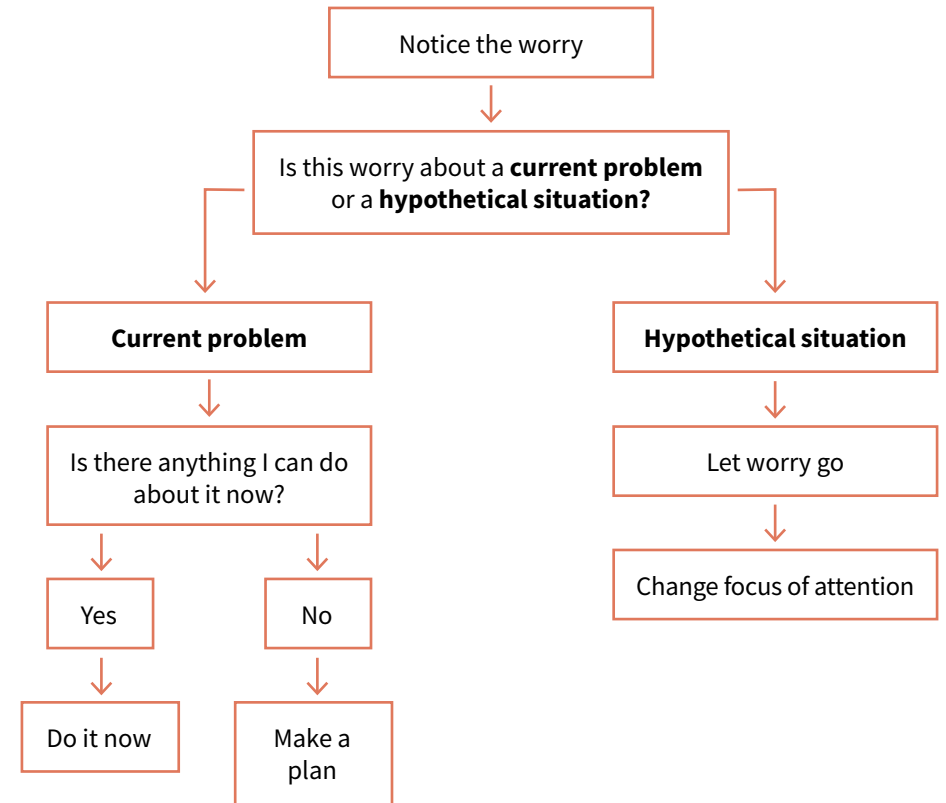 Notice the worry
Is this worry about a current problem
or a hypothetical situation?
Current problem
Hypothetical situation
Is there anything I can do
about it now?
Let worry go
Change focus of attention
Yes
No
Do it now
Make a
plan